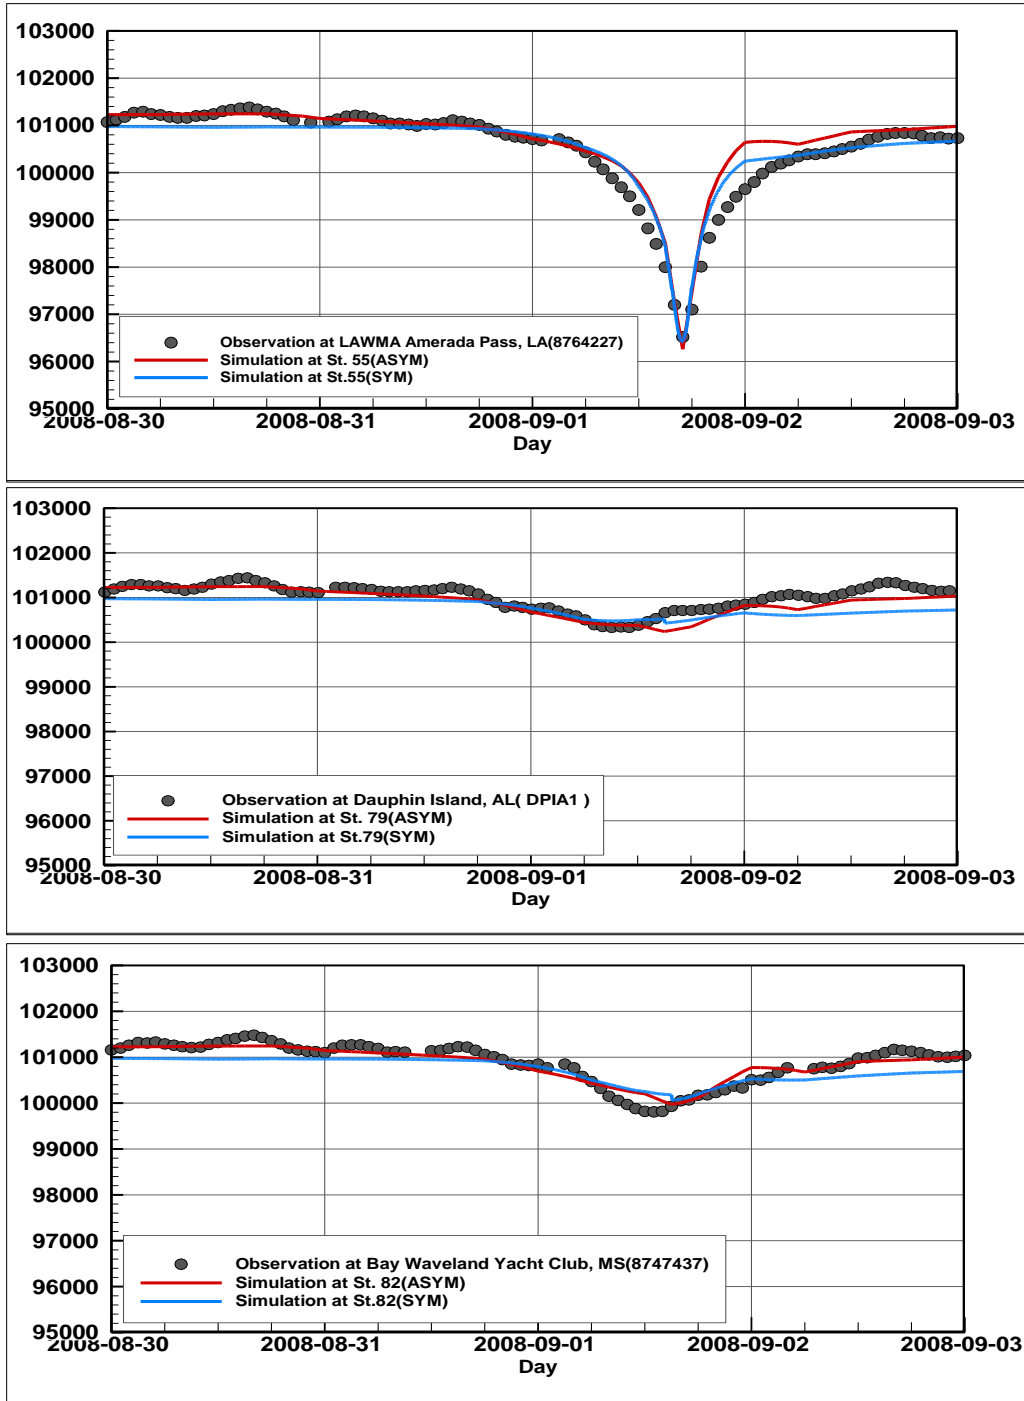 103000
102000
101000
100000
99000
98000
97000
96000
95000
Observation at LAWMA Amerada Pass, LA(8764227)
Simulation at St. 55(ASYM)
Simulation at St.55(SYM)
2008-08-30 2008-08-31 2008-09-01 2008-09-02 2008-09-03
Day
103000
102000
101000
100000
99000
98000
97000
96000
95000
Observation at Dauphin Island, AL( DPIA1 )
Simulation at St. 79(ASYM)
Simulation at St.79(SYM)
2008-08-30 2008-08-31 2008-09-01 2008-09-02 2008-09-03
Day
103000
102000
101000
100000
99000
98000
97000
96000
95000
Observation at Bay Waveland Yacht Club, MS(8747437)
Simulation at St. 82(ASYM)
Simulation at St.82(SYM)
2008-08-30 2008-08-31 2008-09-01 2008-09-02 2008-09-03
Day